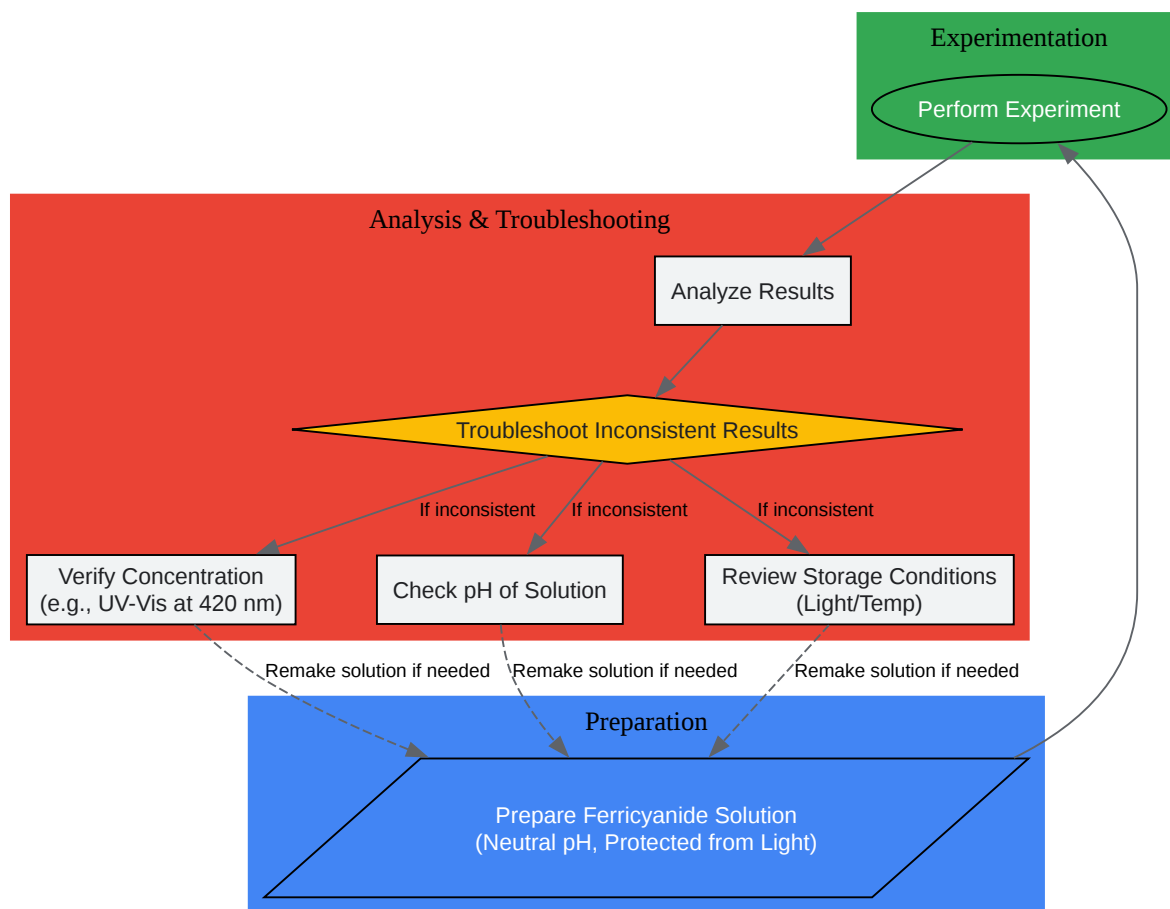 Experimentation
Perform Experiment
Analysis & Troubleshooting
Analyze Results
Troubleshoot Inconsistent Results
If inconsistent
If inconsistent
If inconsistent
Verify Concentration
(e.g., UV-Vis at 420 nm)
Check pH of Solution
Review Storage Conditions
(Light/Temp)
Remake solution if needed
Remake solution if needed
Remake solution if needed
Preparation
Prepare Ferricyanide Solution
(Neutral pH, Protected from Light)